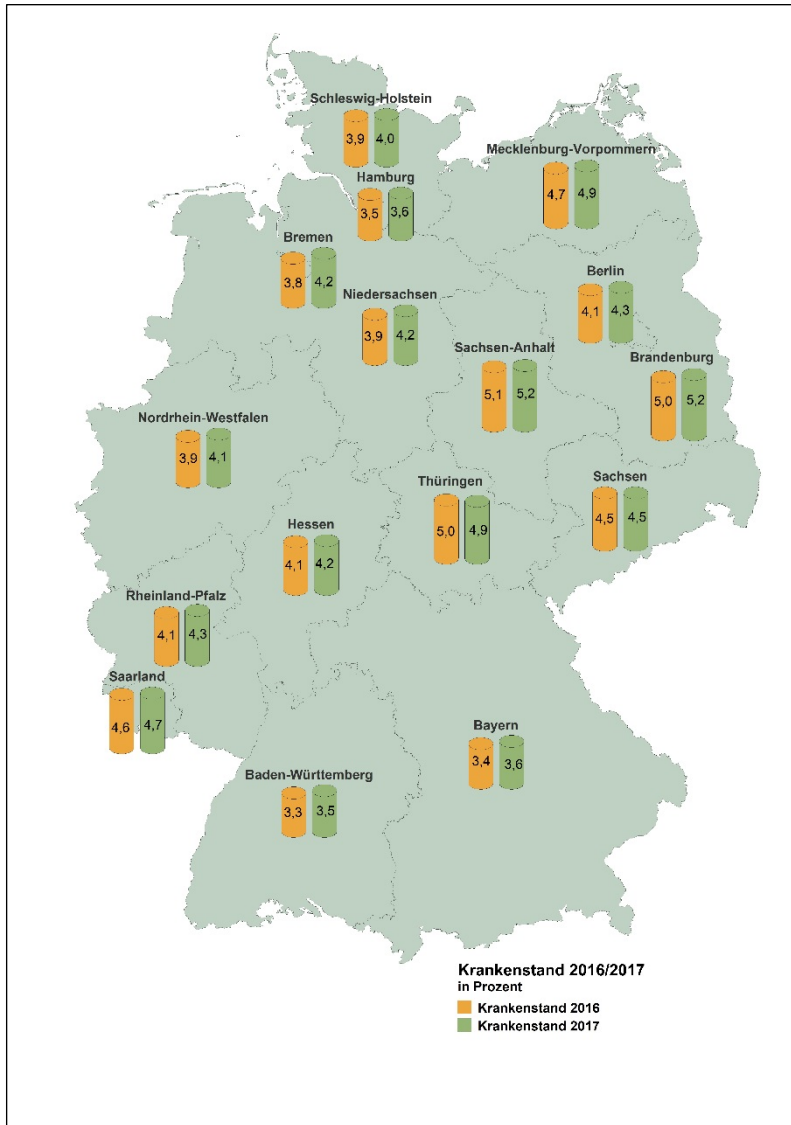 Schleswig-Holstein
3,9 4,0
Mecklenburg-Vorpommern
4,7 4,9
Hamburg
3,5 3,6
Bremen
3,8 4,2
Berlin
4,1 4,3
Niedersachsen
3,9 4,2
Sachsen-Anhalt
5,1 5,2
Brandenburg
5,0 5,2
Nordrhein-Westfalen
3,9 4,1
Thüringen
5,0 4,9
Sachsen
4,5 4,5
Hessen
4,1 4,2
Rheinland-Pfalz
4,1 4,3
Saarland
4,6 4,7
Bayern
3,4 3,6
Baden-Württemberg
3,3 3,5
Krankenstand 2016/2017
in Prozent
Krankenstand 2016
Krankenstand 2017